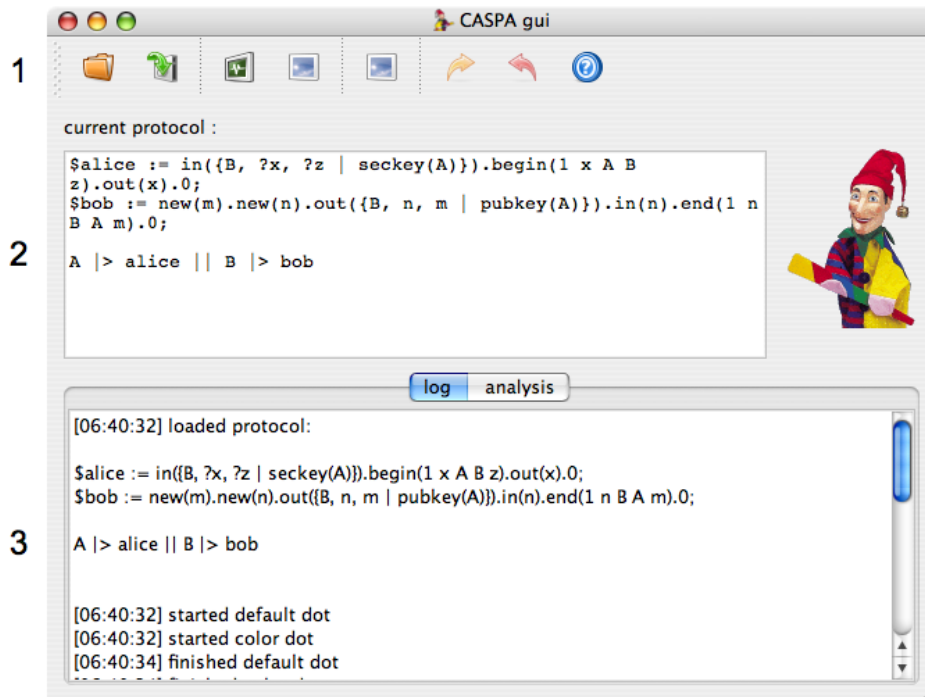 CASPA gui
1
current protocol :
$alice := in({B, ?x, ?z | seckey(A)}).begin(1 x A B
z).out(x).0;
$bob := new(m).new(n).out({B, n, m | pubkey(A)}).in(n).end(1 n
B A m).0;
2
A |> alice || B |> bob
log analysis
[06:40:32] loaded protocol:
$alice := in({B, ?x, ?z | seckey(A)}).begin(1 x A B z).out(x).0;
$bob := new(m).new(n).out({B, n, m | pubkey(A)}).in(n).end(1 n B A m).0;
3
A |> alice || B |> bob
[06:40:32] started default dot
[06:40:32] started color dot
[06:40:34] finished default dot